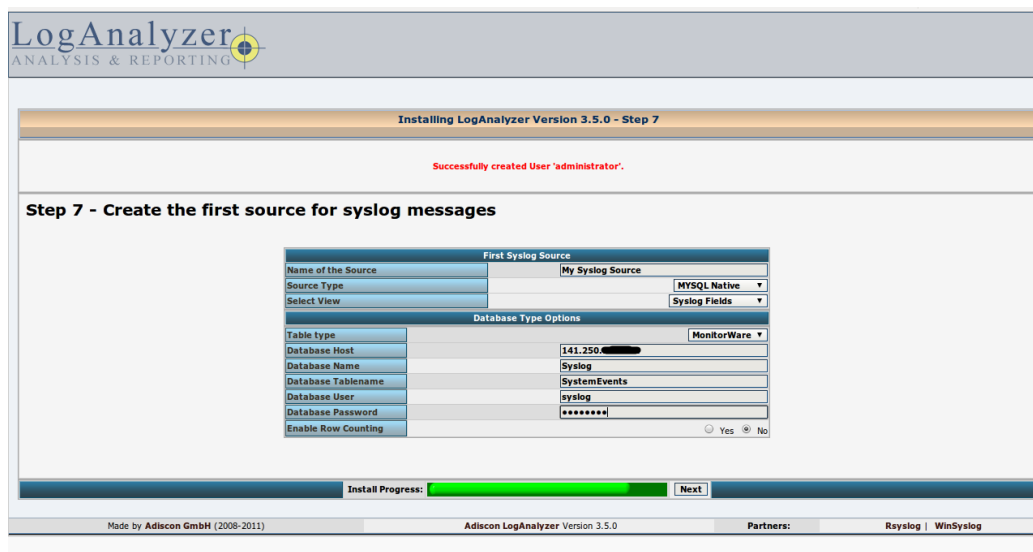 LogAnalyzer
ANALYSIS & REPORTING
Installing LogAnalyzer Version 3.5.0 - Step 7
Successfully created User 'administrator'.
Step 7 - Create the first source for syslog messages
First Syslog Source
Name of the Source My Syslog Source
Source Type MYSQL Native
Select View Syslog Fields
Database Type Options
Table type MonitorWare
Database Host 141.250.
Database Name Syslog
Database Tablename SystemEvents
Database User syslog
Database Password ••••••••
Enable Row Counting Yes No
Install Progress: Next
Made by Adiscon GmbH (2008-2011) Adiscon LogAnalyzer Version 3.5.0 Partners: Rsyslog | WinSyslog